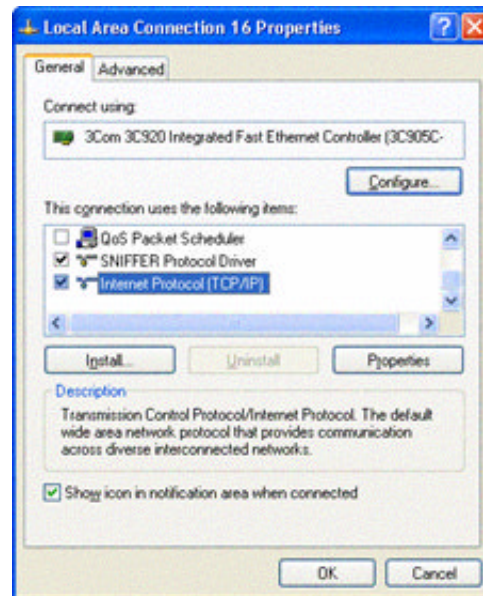 Local Area Connection 16 Properties
General Advanced
Connect using:
3Com 3C920 Integrated Fast Ethernet Controller (3C905C-
Configure...
This connection uses the following items:
QoS Packet Scheduler
SNIFFER Protocol Driver
Internet Protocol (TCP/IP)
Install... Uninstall Properties
Description
Transmission Control Protocol/Internet Protocol. The default
wide area network protocol that provides communication
across diverse interconnected networks.
Show icon in notification area when connected
OK Cancel